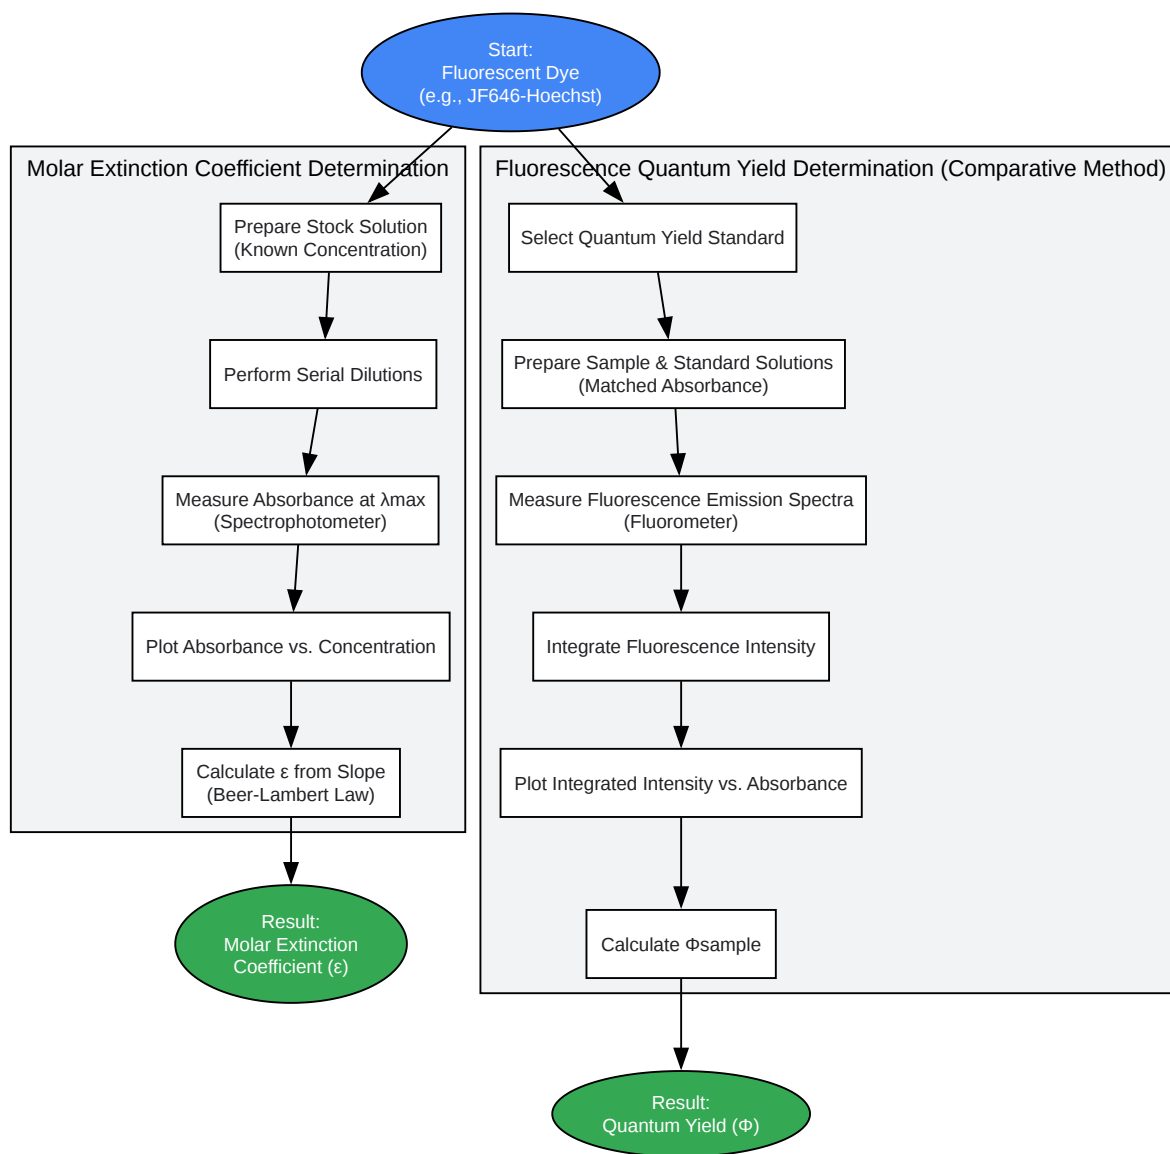 Start:
Fluorescent Dye
(e.g., JF646-Hoechst)
Molar Extinction Coefficient Determination
Prepare Stock Solution
(Known Concentration)
Perform Serial Dilutions
Measure Absorbance at λmax
(Spectrophotometer)
Plot Absorbance vs. Concentration
Calculate ε from Slope
(Beer-Lambert Law)
Result:
Molar Extinction
Coefficient (ε)
Fluorescence Quantum Yield Determination (Comparative Method)
Select Quantum Yield Standard
Prepare Sample & Standard Solutions
(Matched Absorbance)
Measure Fluorescence Emission Spectra
(Fluorometer)
Integrate Fluorescence Intensity
Plot Integrated Intensity vs. Absorbance
Calculate Φsample
Result:
Quantum Yield (Φ)